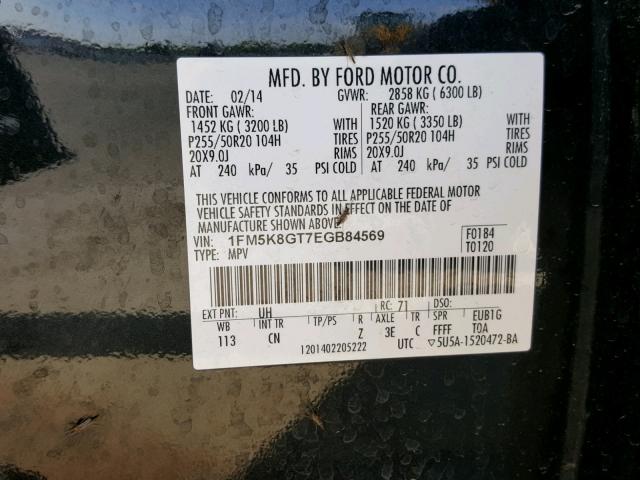 MFD. BY FORD MOTOR CO.
DATE: 02/14 GVWR: 2858 KG ( 6300 LB)
FRONT GAWR: REAR GAWR:
1452 KG ( 3200 LB) WITH 1520 KG ( 3350 LB) WITH
P255/50R20 104H TIRES P255/50R20 104H TIRES
20X9.0J RIMS 20X9.0J RIMS
AT 240 kPa/ 35 PSI COLD AT 240 kPa/ 35 PSI COLD
THIS VEHICLE CONFORMS TO ALL APPLICABLE FEDERAL MOTOR
VEHICLE SAFETY STANDARDS IN EFFECT ON THE DATE OF
MANUFACTURE SHOWN ABOVE.
VIN: 1FM5K8GT7EGB84569 F0184
TYPE: MPV T0120
EXT PNT: UH RC: 71 DSO:
WB INT TR TP/PS R AXLE TR SPR EUB1G
113 CN Z 3E C FFFF TOA
1201402205222 UTC ▽5U5A-1520472-BA